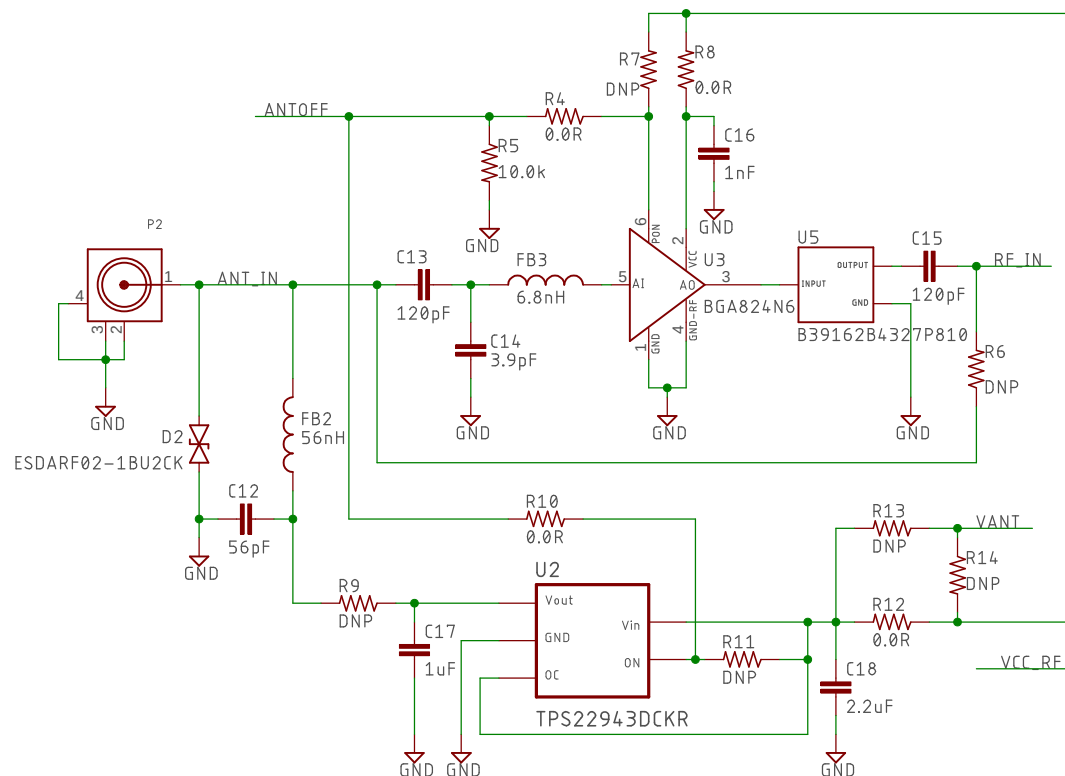 R7
DNP
R8
0.0R
ANTOFF
R4
0.0R
R5
10.0k
GND
C16
1nF
GND
P2
1
4
3
2
GND
ANT_IN
C13
120pF
FB3
6.8nH
C14
3.9pF
GND
6
PON
2
VCC
U3
5
AI
AO
3
BGA824N6
1
GND
4
GND-RF
GND
U5
OUTPUT
INPUT
GND
B39162B4327P810
C15
120pF
RF_IN
R6
DNP
GND
D2
ESDARF02-1BU2CK
FB2
56nH
C12
56pF
GND
R10
0.0R
R9
DNP
C17
1uF
GND
GND
U2
Vout
GND
OC
Vin
ON
TPS22943DCKR
R11
DNP
R13
DNP
VANT
R14
DNP
R12
0.0R
C18
2.2uF
GND
VCC_RF